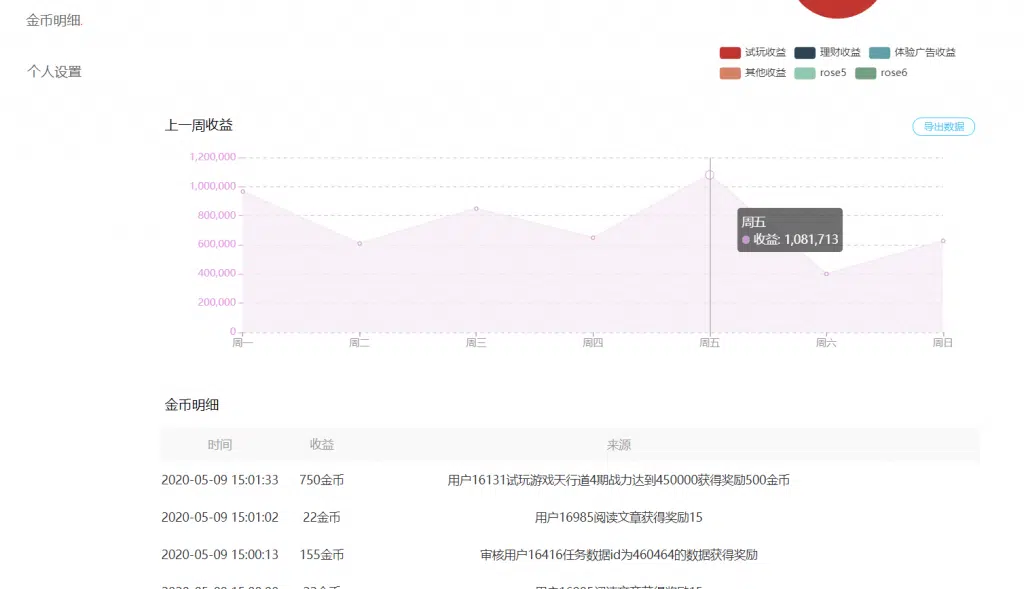 金币明细
个人设置
试玩收益 理财收益 体验广告收益
其他收益 rose5 rose6
上一周收益 导出数据
1,200,000
1,000,000
800,000
600,000
400,000
200,000
0
周五
收益: 1,081,713
周一 周二 周三 周四 周五 周六 周日
金币明细
时间 收益 来源
2020-05-09 15:01:33 750金币 用户16131试玩游戏天行道4期战力达到450000获得奖励500金币
2020-05-09 15:01:02 22金币 用户16985阅读文章获得奖励15
2020-05-09 15:00:13 155金币 审核用户16416任务数据id为460464的数据获得奖励